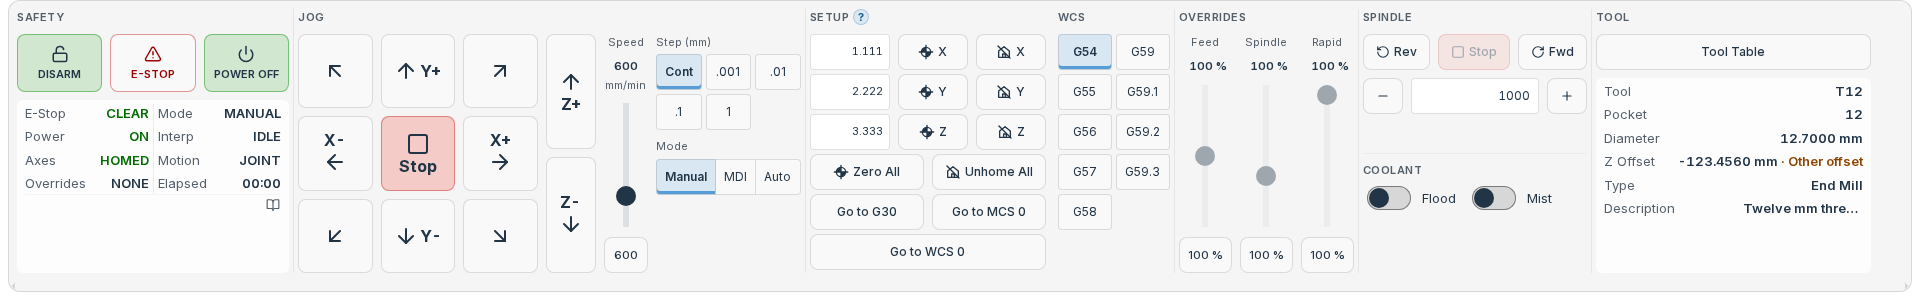 SAFETY
DISARM
E-STOP
POWER OFF
E-Stop CLEAR Mode MANUAL
Power ON Interp IDLE
Axes HOMED Motion JOINT
Overrides NONE Elapsed 00:00
JOG
Y+
X-
Stop
X+
Y-
Z+
Z-
Speed
600
mm/min
600
Step (mm)
Cont .001 .01
.1 1
Mode
Manual MDI Auto
SETUP ?
1.111 X X
2.222 Y Y
3.333 Z Z
Zero All Unhome All
Go to G30 Go to MCS 0
Go to WCS 0
WCS
G54 G59
G55 G59.1
G56 G59.2
G57 G59.3
G58
OVERRIDES
Feed Spindle Rapid
100 % 100 % 100 %
100 % 100 % 100 %
SPINDLE
Rev Stop Fwd
− 1000 +
COOLANT
Flood Mist
TOOL
Tool Table
Tool T12
Pocket 12
Diameter 12.7000 mm
Z Offset -123.4560 mm · Other offset
Type End Mill
Description Twelve mm thre...